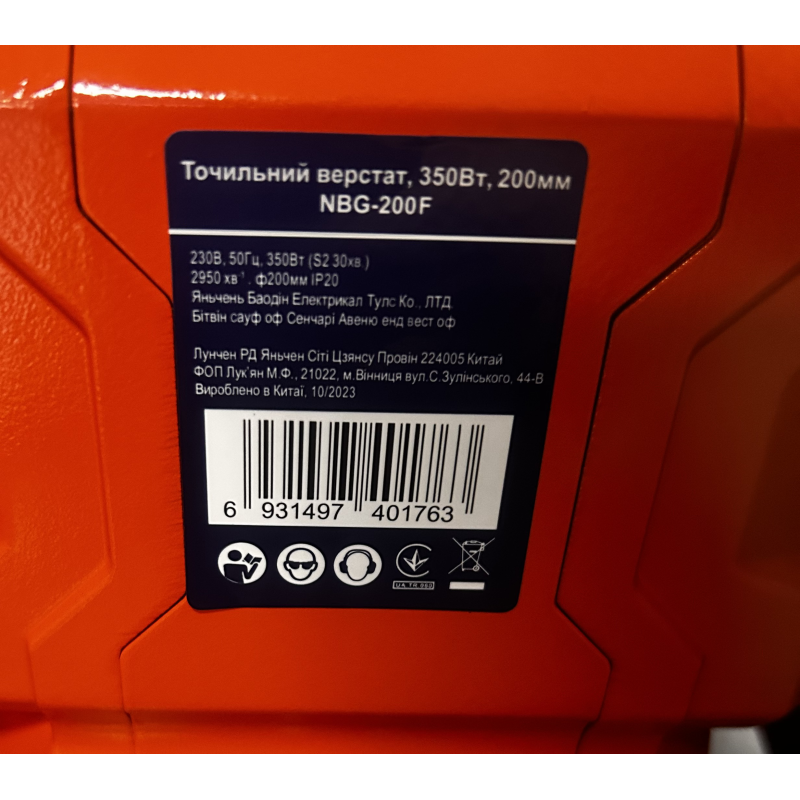 Точильний верстат, 350Вт, 200мм
NBG-200F
230В, 50Гц, 350Вт (S2 30хв.)
2950 хв⁻¹. ф200мм IP20
Яньчень Баодін Електрикал Тулс Ко., ЛТД
Бітвін сауф оф Сенчарі Авеню енд вест оф
Лунчен РД Яньчен Сіті Цзянсу Провін 224005 Китай
ФОП Лук'ян М.Ф., 21022, м.Вінниця вул.С.Зулінського, 44-В
Вироблено в Китаї, 10/2023
6 931497 401763
UA.TR.